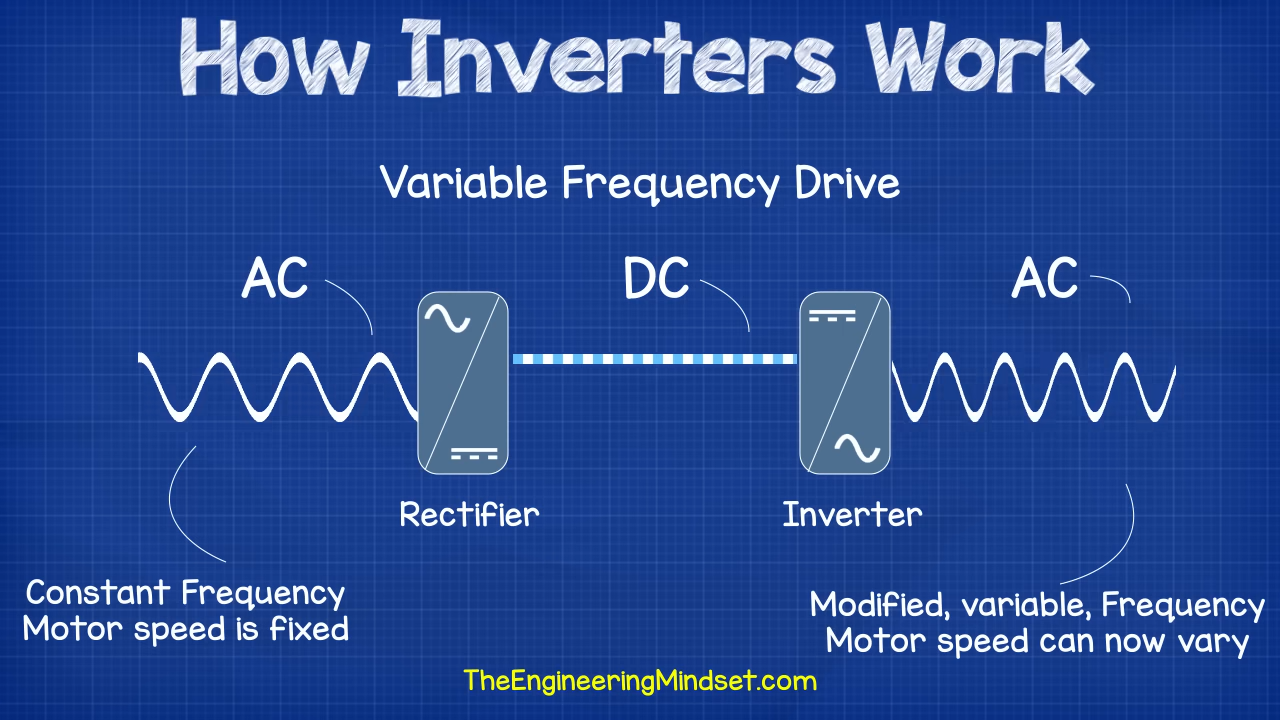 How Inverters Work
Variable Frequency Drive
AC
DC
AC
Rectifier
Inverter
Constant Frequency
Motor speed is fixed
Modified, variable, Frequency
Motor speed can now vary
TheEngineeringMindset.com